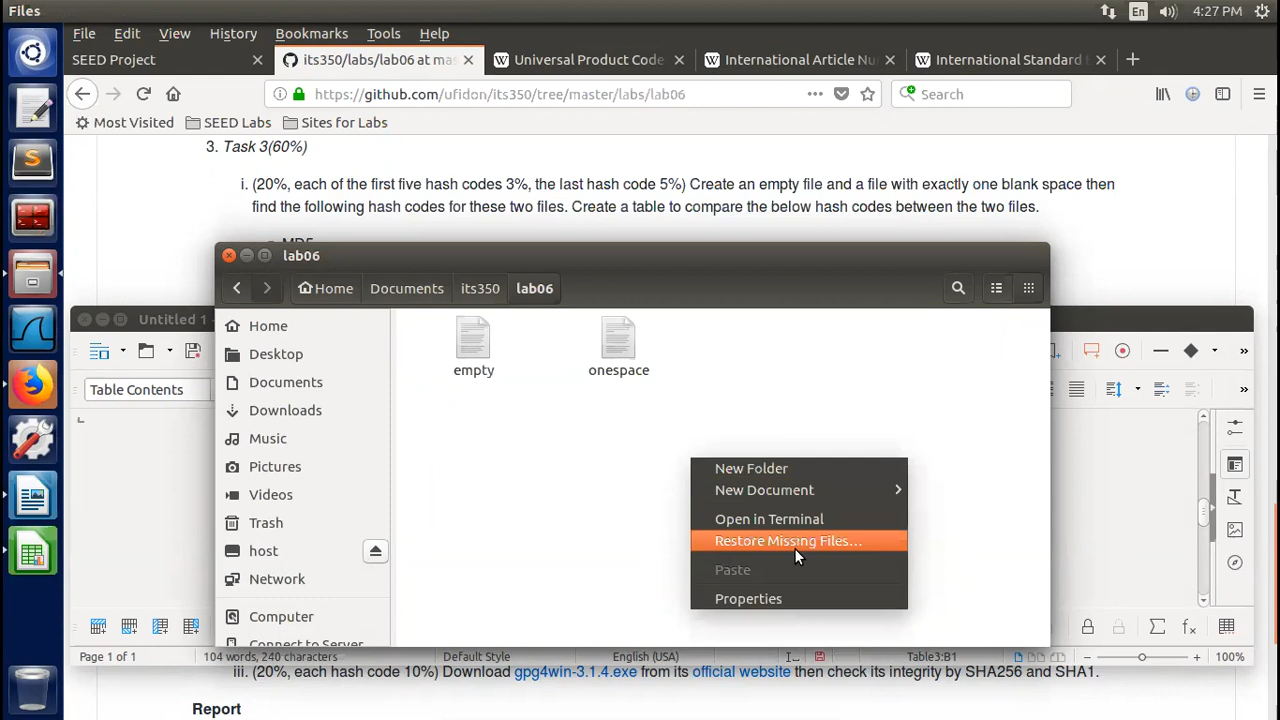 Files
En
4:27 PM
File Edit View History Bookmarks Tools Help
SEED Project
its350/labs/lab06 at mas
Universal Product Code
International Article Nu
International Standard
https://github.com/ufidon/its350/tree/master/labs/lab06
Search
Most Visited
SEED Labs
Sites for Labs
3. Task 3(60%)
i. (20%, each of the first five hash codes 3%, the last hash code 5%) Create an empty file and a file with exactly one blank space then
find the following hash codes for these two files. Create a table to compare the below hash codes between the two files.
MD5
lab06
Home Documents its350 lab06
Untitled 1
Table Contents
Home
Desktop
Documents
Downloads
Music
Pictures
Videos
Trash
host
Network
Computer
Connect to Server
empty
onespace
New Folder
New Document
Open in Terminal
Restore Missing Files…
Paste
Properties
Page 1 of 1
104 words, 240 characters
Default Style
English (USA)
Table3:B1
100%
iii. (20%, each hash code 10%) Download gpg4win-3.1.4.exe from its official website then check its integrity by SHA256 and SHA1.
Report